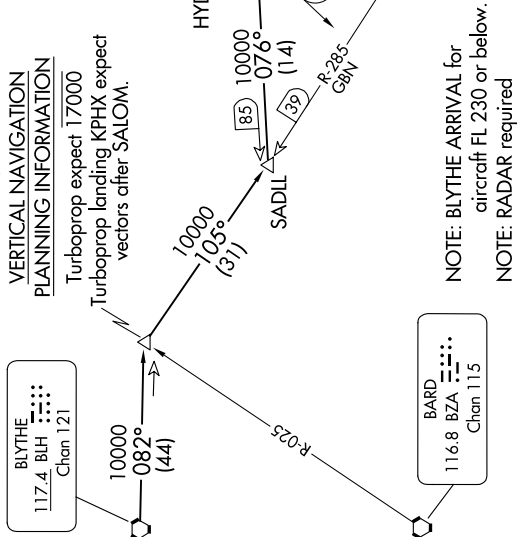 VERTICAL NAVIGATION
PLANNING INFORMATION
Turboprop expect 17000
Turboprop landing KPHX expect
vectors after SALOM.
HYD
BLYTHE
117.4 BLH
Chan 121
10000
082°
(44)
10000
105°
(31)
10000
076°
(14)
85
39
R-285
GBN
SADLL
R-025
BARD
116.8 BZA
Chan 115
NOTE: BLYTHE ARRIVAL for
aircraft FL 230 or below.
NOTE: RADAR required